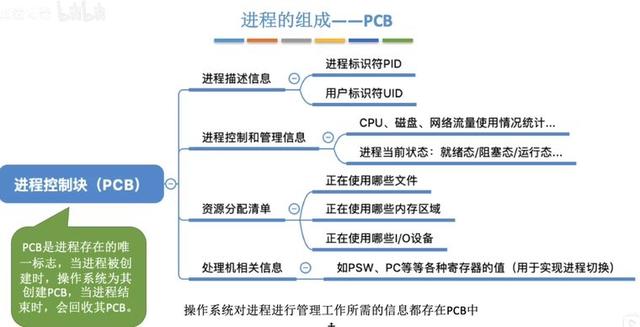 进程的组成——PCB
进程描述信息
进程标识符PID
用户标识符UID
进程控制和管理信息
CPU、磁盘、网络流量使用情况统计...
进程当前状态：就绪态/阻塞态/运行态...
进程控制块（PCB）
资源分配清单
正在使用哪些文件
正在使用哪些内存区域
正在使用哪些I/O设备
处理机相关信息
如PSW、PC等等各种寄存器的值（用于实现进程切换）
PCB是进程存在的唯
一标志，当进程被创
建时，操作系统为其
创建PCB，当进程结
束时，会回收其PCB。
操作系统对进程进行管理工作所需的信息都存在PCB中